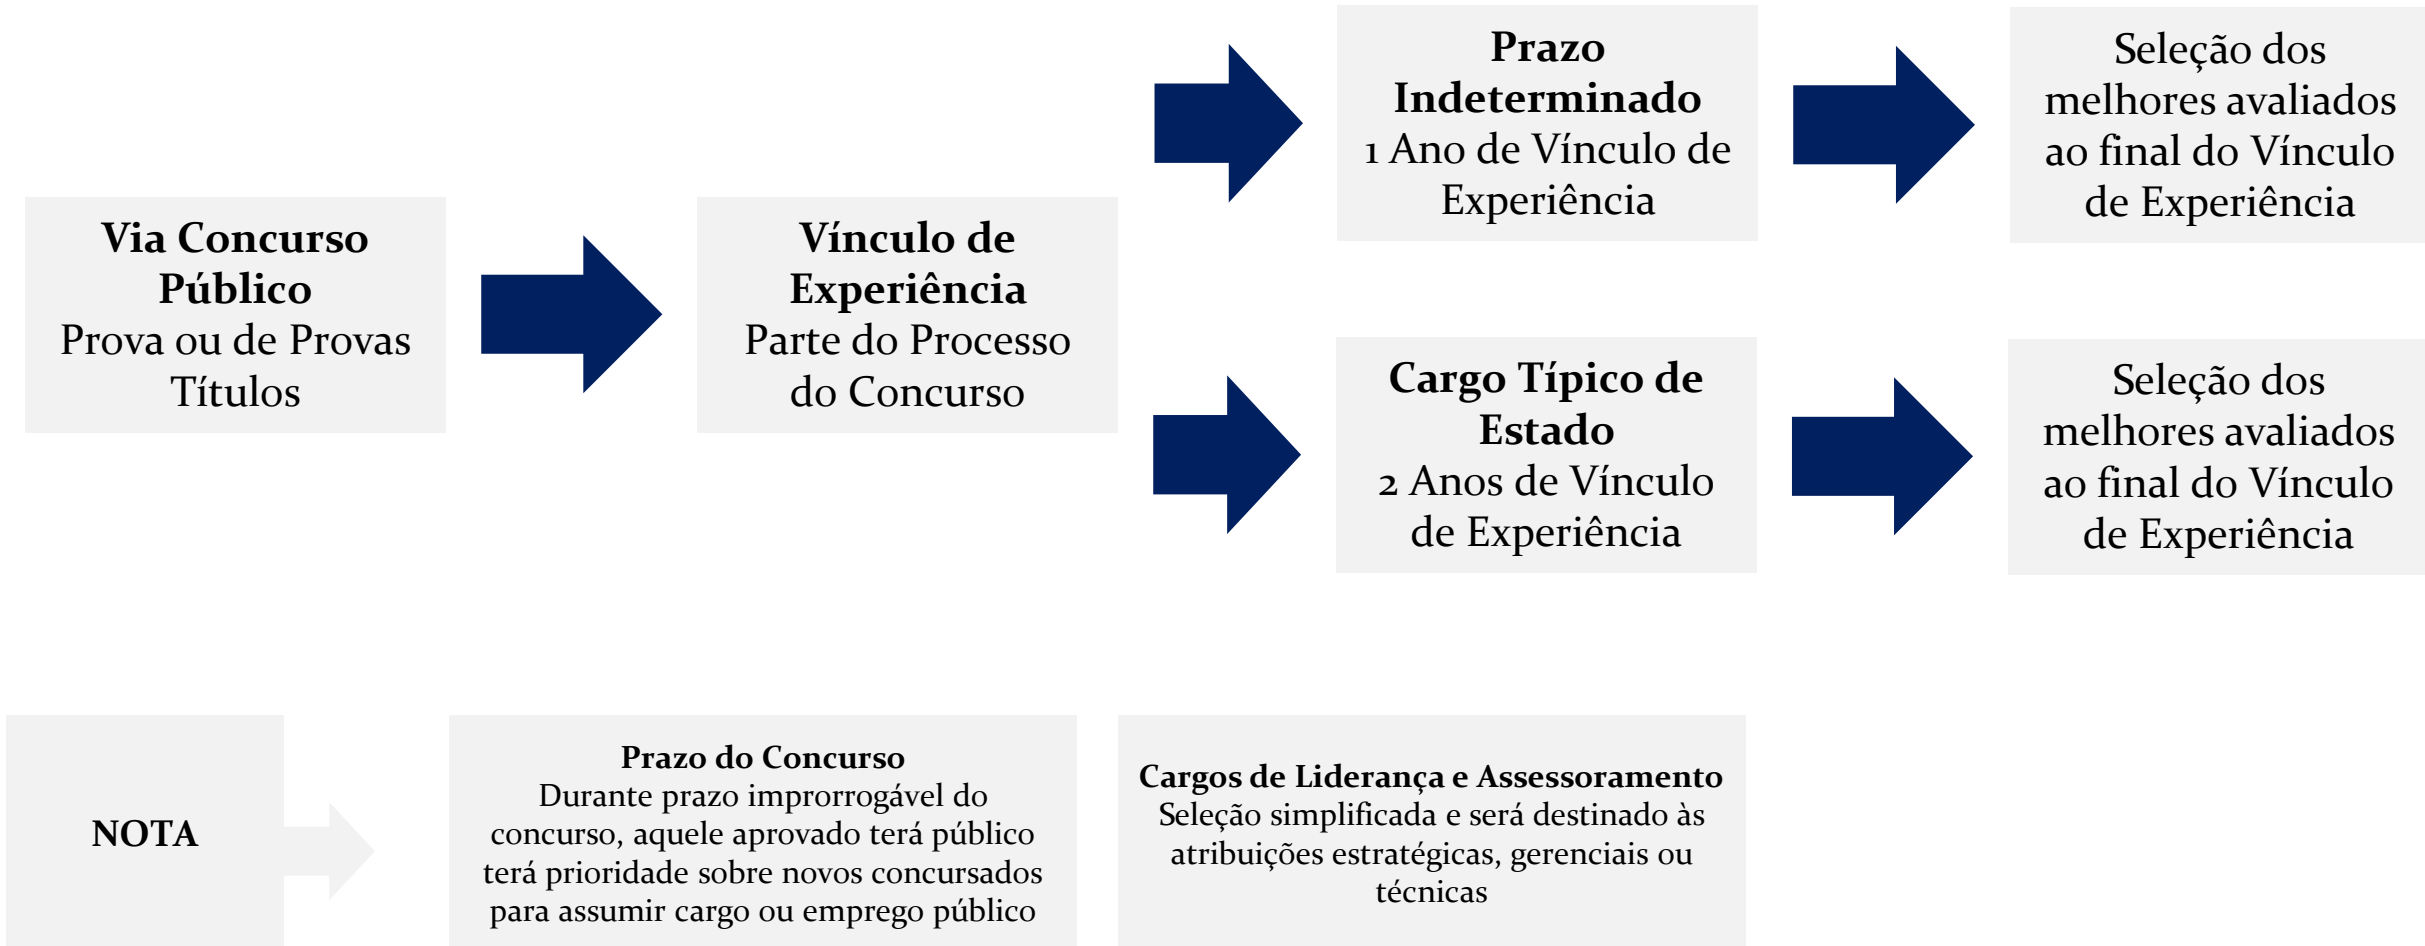 Via Concurso
Público
Prova ou de Provas
Títulos
Vínculo de
Experiência
Parte do Processo
do Concurso
Prazo
Indeterminado
1 Ano de Vínculo de
Experiência
Seleção dos
melhores avaliados
ao final do Vínculo
de Experiência
Cargo Típico de
Estado
2 Anos de Vínculo
de Experiência
Seleção dos
melhores avaliados
ao final do Vínculo
de Experiência
NOTA
Prazo do Concurso
Durante prazo improrrogável do
concurso, aquele aprovado terá público
terá prioridade sobre novos concursados
para assumir cargo ou emprego público
Cargos de Liderança e Assessoramento
Seleção simplificada e será destinado às
atribuições estratégicas, gerenciais ou
técnicas